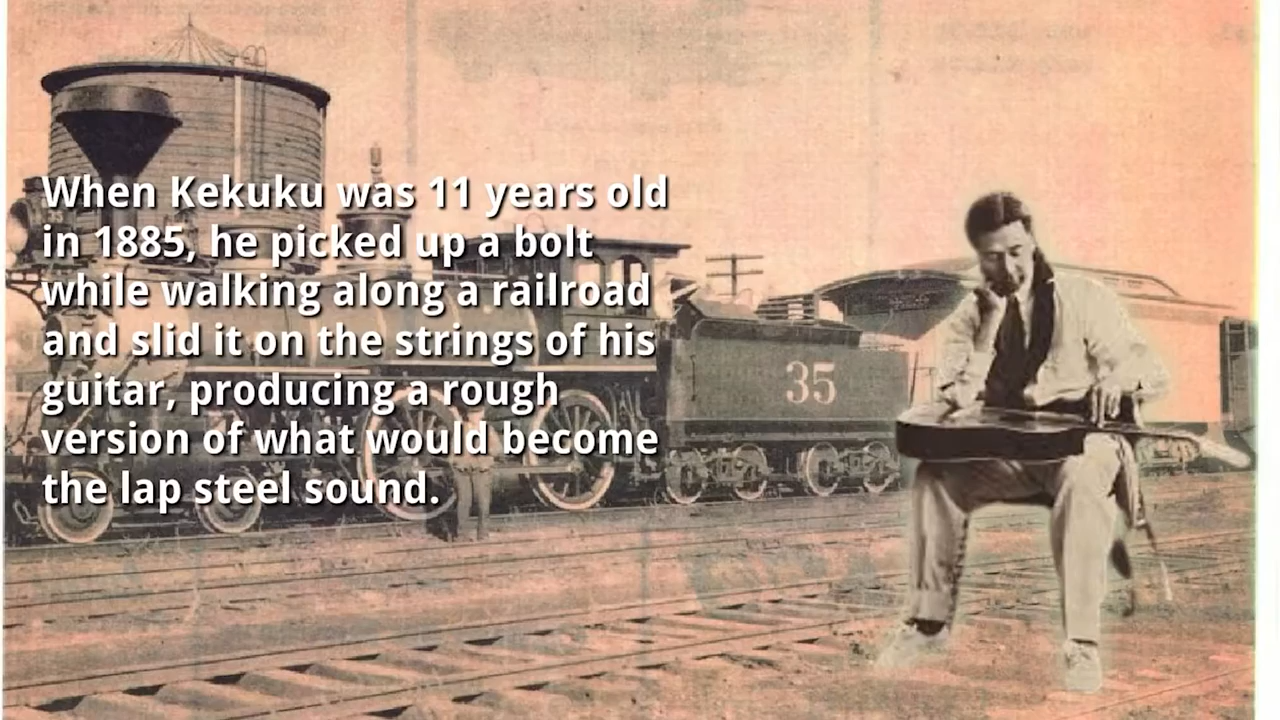 When Kekuku was 11 years old
in 1885, he picked up a bolt
while walking along a railroad
and slid it on the strings of his
guitar, producing a rough
version of what would become
the lap steel sound.
35